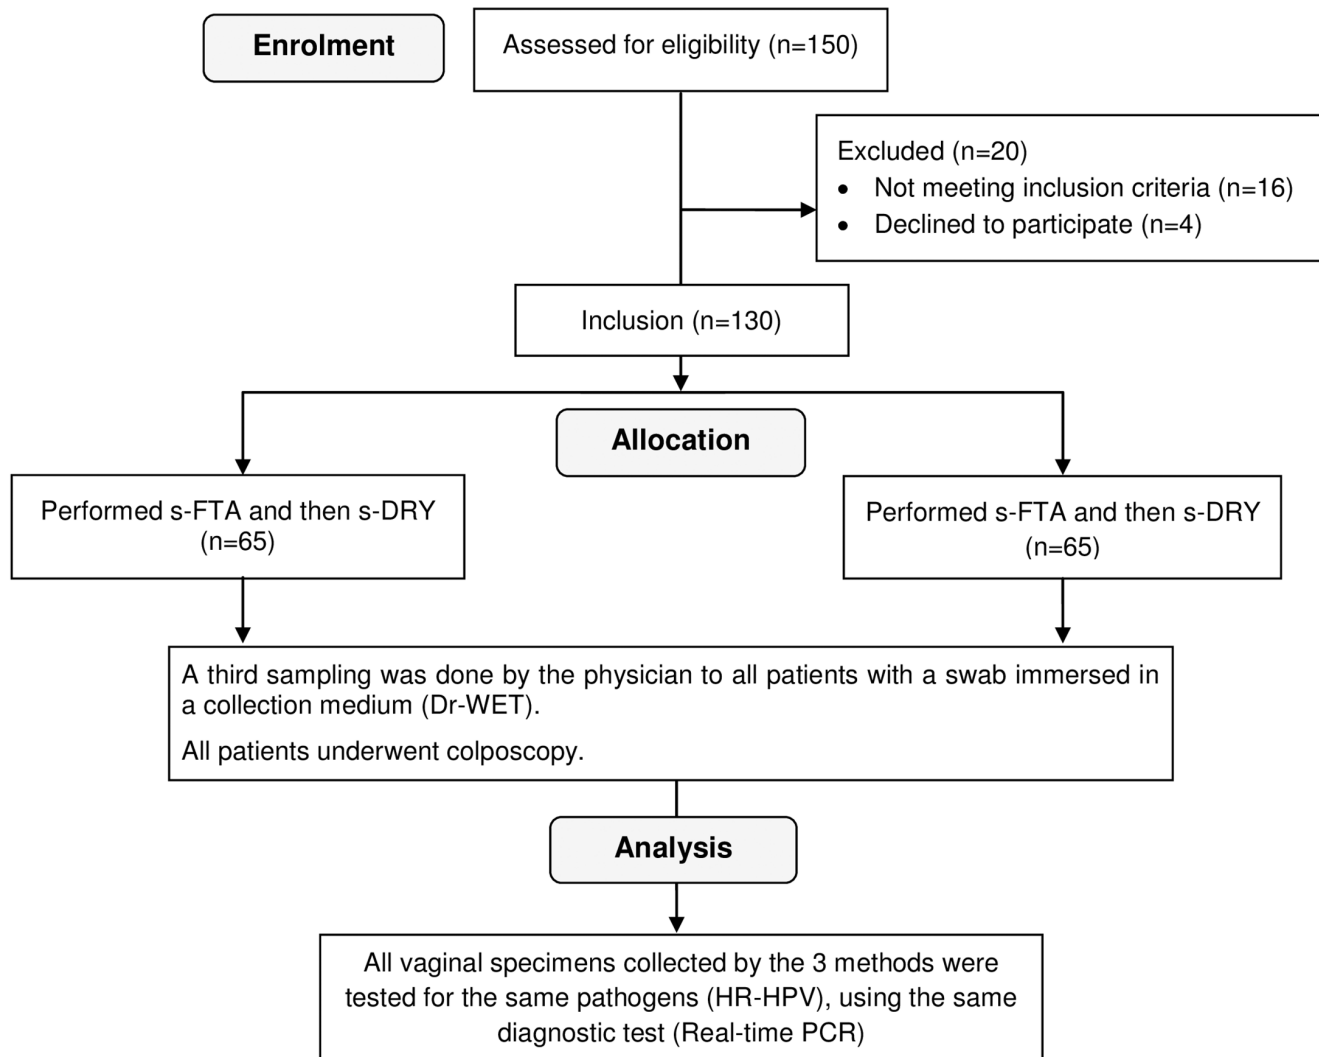 Enrolment
Assessed for eligibility (n=150)
Excluded (n=20)
• Not meeting inclusion criteria (n=16)
• Declined to participate (n=4)
Inclusion (n=130)
Allocation
Performed s-FTA and then s-DRY
(n=65)
Performed s-FTA and then s-DRY
(n=65)
A third sampling was done by the physician to all patients with a swab immersed in
a collection medium (Dr-WET).
All patients underwent colposcopy.
Analysis
All vaginal specimens collected by the 3 methods were
tested for the same pathogens (HR-HPV), using the same
diagnostic test (Real-time PCR)